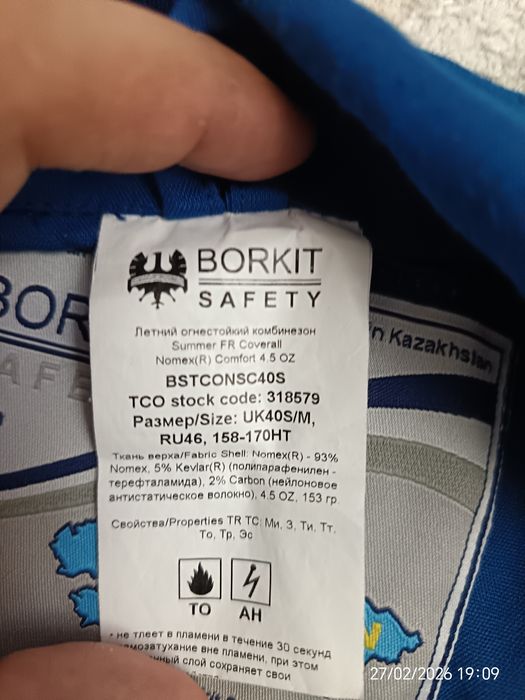 BORKIT
SAFETY
Летний огнестойкий комбинезон
Summer FR Coverall
Nomex(R) Comfort 4.5 OZ
BSTCONSC40S
TCO stock code: 318579
Размер/Size: UK40S/M,
RU46, 158-170HT
Ткань верха/Fabric Shell: Nomex(R) - 93%
Nomex, 5% Kevlar(R) (полипарафенилен -
терефталамида), 2% Carbon (нейлоновое
антистатическое волокно), 4.5 OZ, 153 гр.
Свойства/Properties TR TC: Ми, З, Ти, Тт,
То, Тр, Эс
ТО АН
- не тлеет в пламени в течение 30 секунд
вне пламени, при этом
слой сохраняет свои
BOR
AFE
n Kazakhstan
27/02/2026 19:09